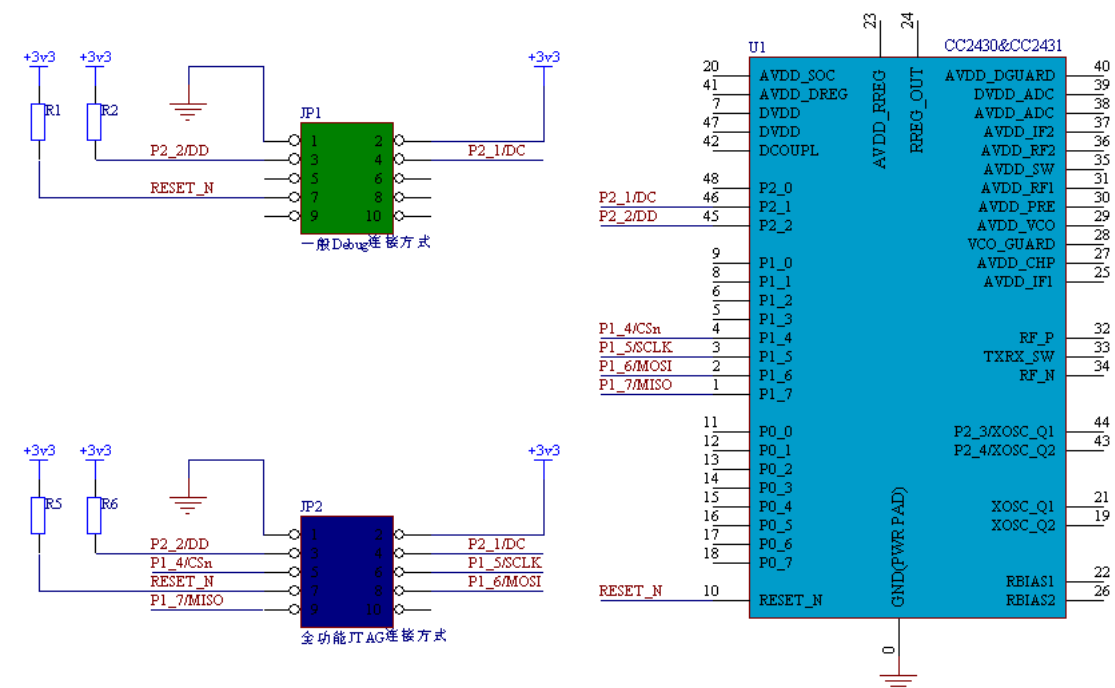 +3v3
+3v3
R1
R2
P2_2/DD
RESET_N
+3v3
P2_1/DC
JP1
1 2
3 4
5 6
7 8
9 10
一般Debug连接方式
+3v3
+3v3
R5
R6
P2_2/DD
P1_4/CSn
RESET_N
P1_7/MISO
+3v3
P2_1/DC
P1_5/SCLK
P1_6/MOSI
JP2
1 2
3 4
5 6
7 8
9 10
全功能JTAG连接方式
U1
CC2430&CC2431
23 AVDD_RREG
24 RREG_OUT
20 AVDD_SOC
41 AVDD_DREG
7 DVDD
47 DVDD
42 DCOUPL
48 P2_0
P2_1/DC 46 P2_1
P2_2/DD 45 P2_2
9 P1_0
8 P1_1
6 P1_2
5 P1_3
P1_4/CSn 4 P1_4
P1_5/SCLK 3 P1_5
P1_6/MOSI 2 P1_6
P1_7/MISO 1 P1_7
11 P0_0
12 P0_1
13 P0_2
14 P0_3
15 P0_4
16 P0_5
17 P0_6
18 P0_7
RESET_N 10 RESET_N
AVDD_DGUARD 40
DVDD_ADC 39
AVDD_ADC 38
AVDD_IF2 37
AVDD_RF2 36
AVDD_SW 35
AVDD_RF1 31
AVDD_PRE 30
AVDD_VCO 29
VCO_GUARD 28
AVDD_CHP 27
AVDD_IF1 25
RF_P 32
TXRX_SW 33
RF_N 34
P2_3/XOSC_Q1 44
P2_4/XOSC_Q2 43
XOSC_Q1 21
XOSC_Q2 19
RBIAS1 22
RBIAS2 26
GND(PWR PAD)
0